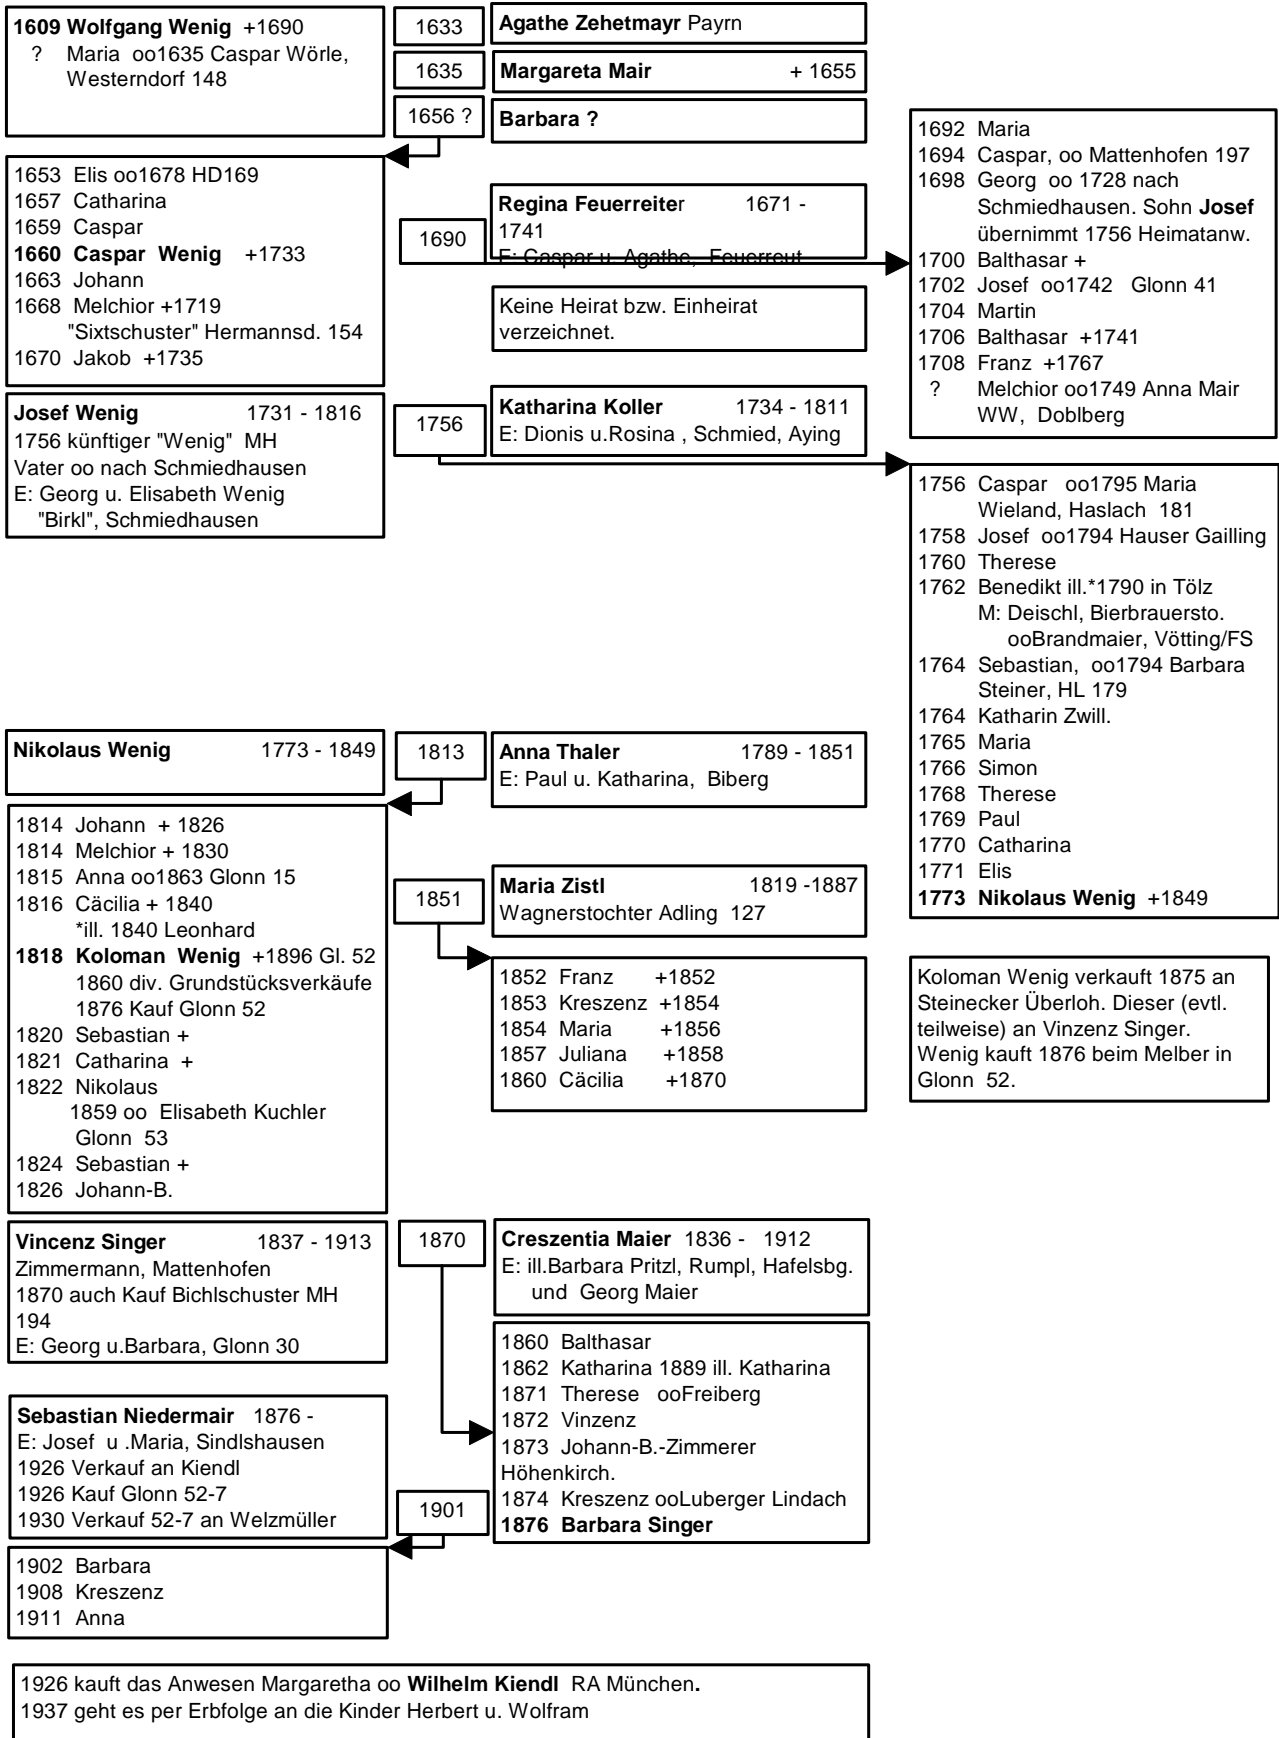 1609 Wolfgang Wenig +1690
? Maria oo1635 Caspar Wörle,
Westerndorf 148
1633
Agathe Zehetmayr Payrn
1635
Margareta Mair + 1655
1656 ?
Barbara ?
1653 Elis oo1678 HD169
1657 Catharina
1659 Caspar
1660 Caspar Wenig +1733
1663 Johann
1668 Melchior +1719
"Sixtschuster" Hermannsd. 154
1670 Jakob +1735
1690
Regina Feuerreiter 1671 -
1741
E: Caspar u. Agathe, Feuerreut
Keine Heirat bzw. Einheirat
verzeichnet.
1692 Maria
1694 Caspar, oo Mattenhofen 197
1698 Georg oo 1728 nach
Schmiedhausen. Sohn Josef
übernimmt 1756 Heimatanw.
1700 Balthasar +
1702 Josef oo1742 Glonn 41
1704 Martin
1706 Balthasar +1741
1708 Franz +1767
? Melchior oo1749 Anna Mair
WW, Doblberg
Josef Wenig 1731 - 1816
1756 künftiger "Wenig" MH
Vater oo nach Schmiedhausen
E: Georg u. Elisabeth Wenig
"Birkl", Schmiedhausen
1756
Katharina Koller 1734 - 1811
E: Dionis u.Rosina , Schmied, Aying
1756 Caspar oo1795 Maria
Wieland, Haslach 181
1758 Josef oo1794 Hauser Gailling
1760 Therese
1762 Benedikt ill.*1790 in Tölz
M: Deischl, Bierbrauersto.
ooBrandmaier, Vötting/FS
1764 Sebastian, oo1794 Barbara
Steiner, HL 179
1764 Katharin Zwill.
1765 Maria
1766 Simon
1768 Therese
1769 Paul
1770 Catharina
1771 Elis
1773 Nikolaus Wenig +1849
Nikolaus Wenig 1773 - 1849
1813
Anna Thaler 1789 - 1851
E: Paul u. Katharina, Biberg
1814 Johann + 1826
1814 Melchior + 1830
1815 Anna oo1863 Glonn 15
1816 Cäcilia + 1840
*ill. 1840 Leonhard
1818 Koloman Wenig +1896 Gl. 52
1860 div. Grundstücksverkäufe
1876 Kauf Glonn 52
1820 Sebastian +
1821 Catharina +
1822 Nikolaus
1859 oo Elisabeth Kuchler
Glonn 53
1824 Sebastian +
1826 Johann-B.
1851
Maria Zistl 1819 -1887
Wagnerstochter Adling 127
1852 Franz +1852
1853 Kreszenz +1854
1854 Maria +1856
1857 Juliana +1858
1860 Cäcilia +1870
Koloman Wenig verkauft 1875 an
Steinecker Überloh. Dieser (evtl.
teilweise) an Vinzenz Singer.
Wenig kauft 1876 beim Melber in
Glonn 52.
Vincenz Singer 1837 - 1913
Zimmermann, Mattenhofen
1870 auch Kauf Bichlschuster MH
194
E: Georg u.Barbara, Glonn 30
1870
Creszentia Maier 1836 - 1912
E: ill.Barbara Pritzl, Rumpl, Hafelsbg.
und Georg Maier
1860 Balthasar
1862 Katharina 1889 ill. Katharina
1871 Therese ooFreiberg
1872 Vinzenz
1873 Johann-B.-Zimmerer
Höhenkirch.
1874 Kreszenz ooLuberger Lindach
1876 Barbara Singer
Sebastian Niedermair 1876 -
E: Josef u .Maria, Sindlshausen
1926 Verkauf an Kiendl
1926 Kauf Glonn 52-7
1930 Verkauf 52-7 an Welzmüller
1901
1902 Barbara
1908 Kreszenz
1911 Anna
1926 kauft das Anwesen Margaretha oo Wilhelm Kiendl RA München.
1937 geht es per Erbfolge an die Kinder Herbert u. Wolfram